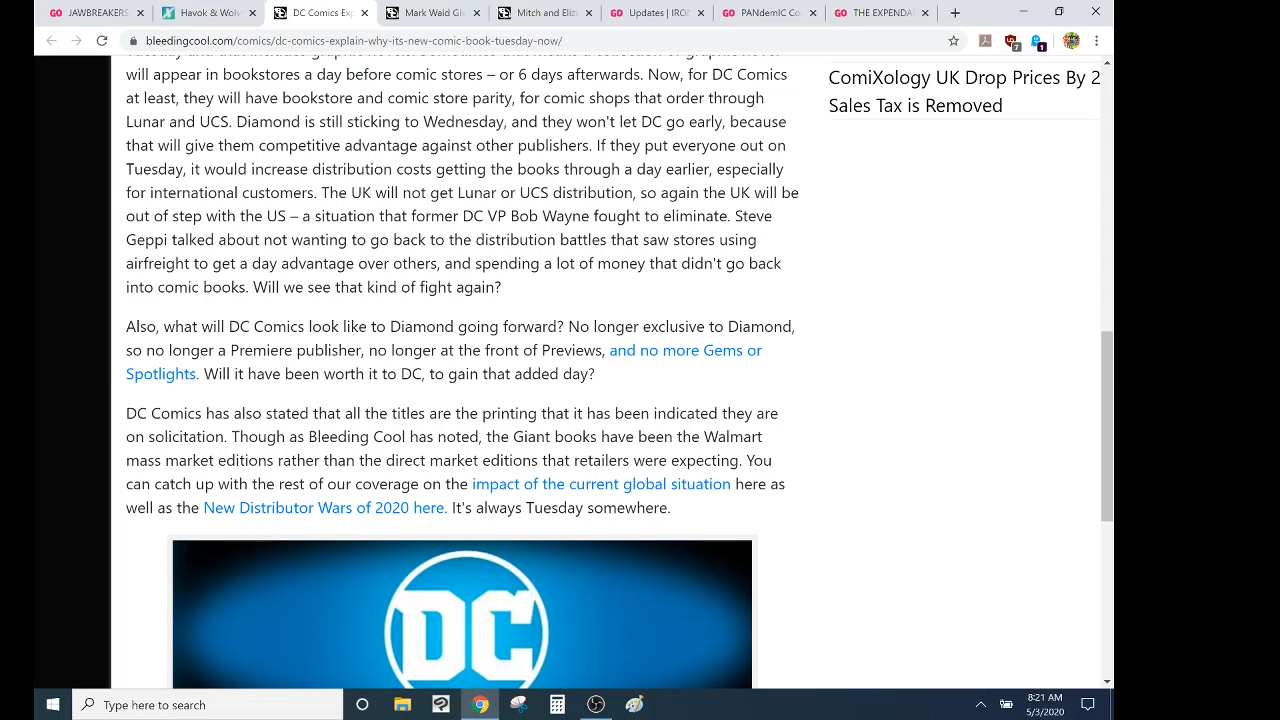 JAWBREAKERS
Havok & Wolv
DC Comics Exp
Mark Waid Giv
Mitch and Eliz
Updates | IROI
PANdemIC Com
THE EXPENDAB
bleedingcool.com/comics/dc-comics-explain-why-its-new-comic-book-tuesday-now/
will appear in bookstores a day before comic stores – or 6 days afterwards. Now, for DC Comics
at least, they will have bookstore and comic store parity, for comic shops that order through
Lunar and UCS. Diamond is still sticking to Wednesday, and they won't let DC go early, because
that will give them competitive advantage against other publishers. If they put everyone out on
Tuesday, it would increase distribution costs getting the books through a day earlier, especially
for international customers. The UK will not get Lunar or UCS distribution, so again the UK will be
out of step with the US – a situation that former DC VP Bob Wayne fought to eliminate. Steve
Geppi talked about not wanting to go back to the distribution battles that saw stores using
airfreight to get a day advantage over others, and spending a lot of money that didn't go back
into comic books. Will we see that kind of fight again?
Also, what will DC Comics look like to Diamond going forward? No longer exclusive to Diamond,
so no longer a Premiere publisher, no longer at the front of Previews, and no more Gems or
Spotlights. Will it have been worth it to DC, to gain that added day?
DC Comics has also stated that all the titles are the printing that it has been indicated they are
on solicitation. Though as Bleeding Cool has noted, the Giant books have been the Walmart
mass market editions rather than the direct market editions that retailers were expecting. You
can catch up with the rest of our coverage on the impact of the current global situation here as
well as the New Distributor Wars of 2020 here. It's always Tuesday somewhere.
DC
ComiXology UK Drop Prices By 2
Sales Tax is Removed
Type here to search
8:21 AM
5/3/2020